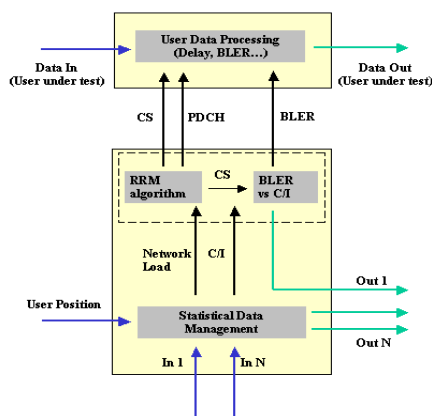 User Data Processing
(Delay, BLER...)
Data In
(User under test)
Data Out
(User under test)
CS
PDCH
BLER
RRM
algorithm
CS
BLER
vs C/I
Network
Load
C/I
Out 1
User Position
Statistical Data
Management
Out N
In 1
In N